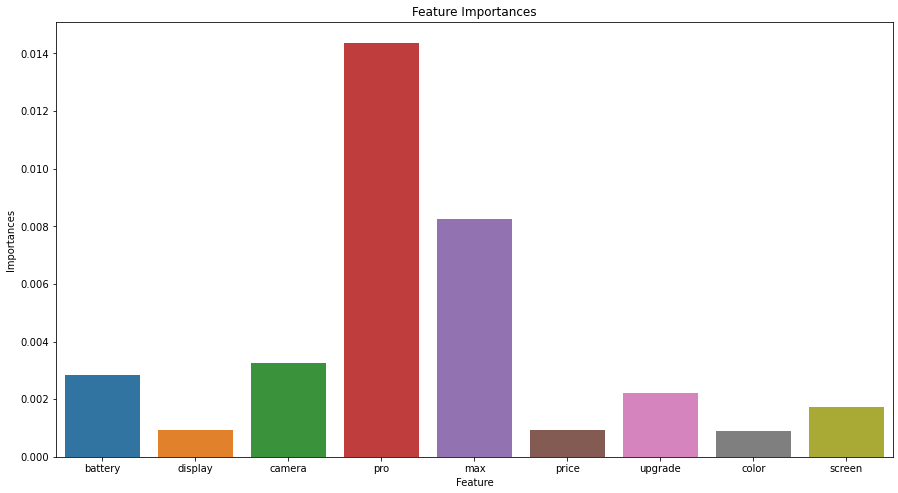 Feature Importances
0.014
0.012
0.010
0.008
0.006
0.004
0.002
0.000
Importances
battery display camera pro max price upgrade color screen
Feature